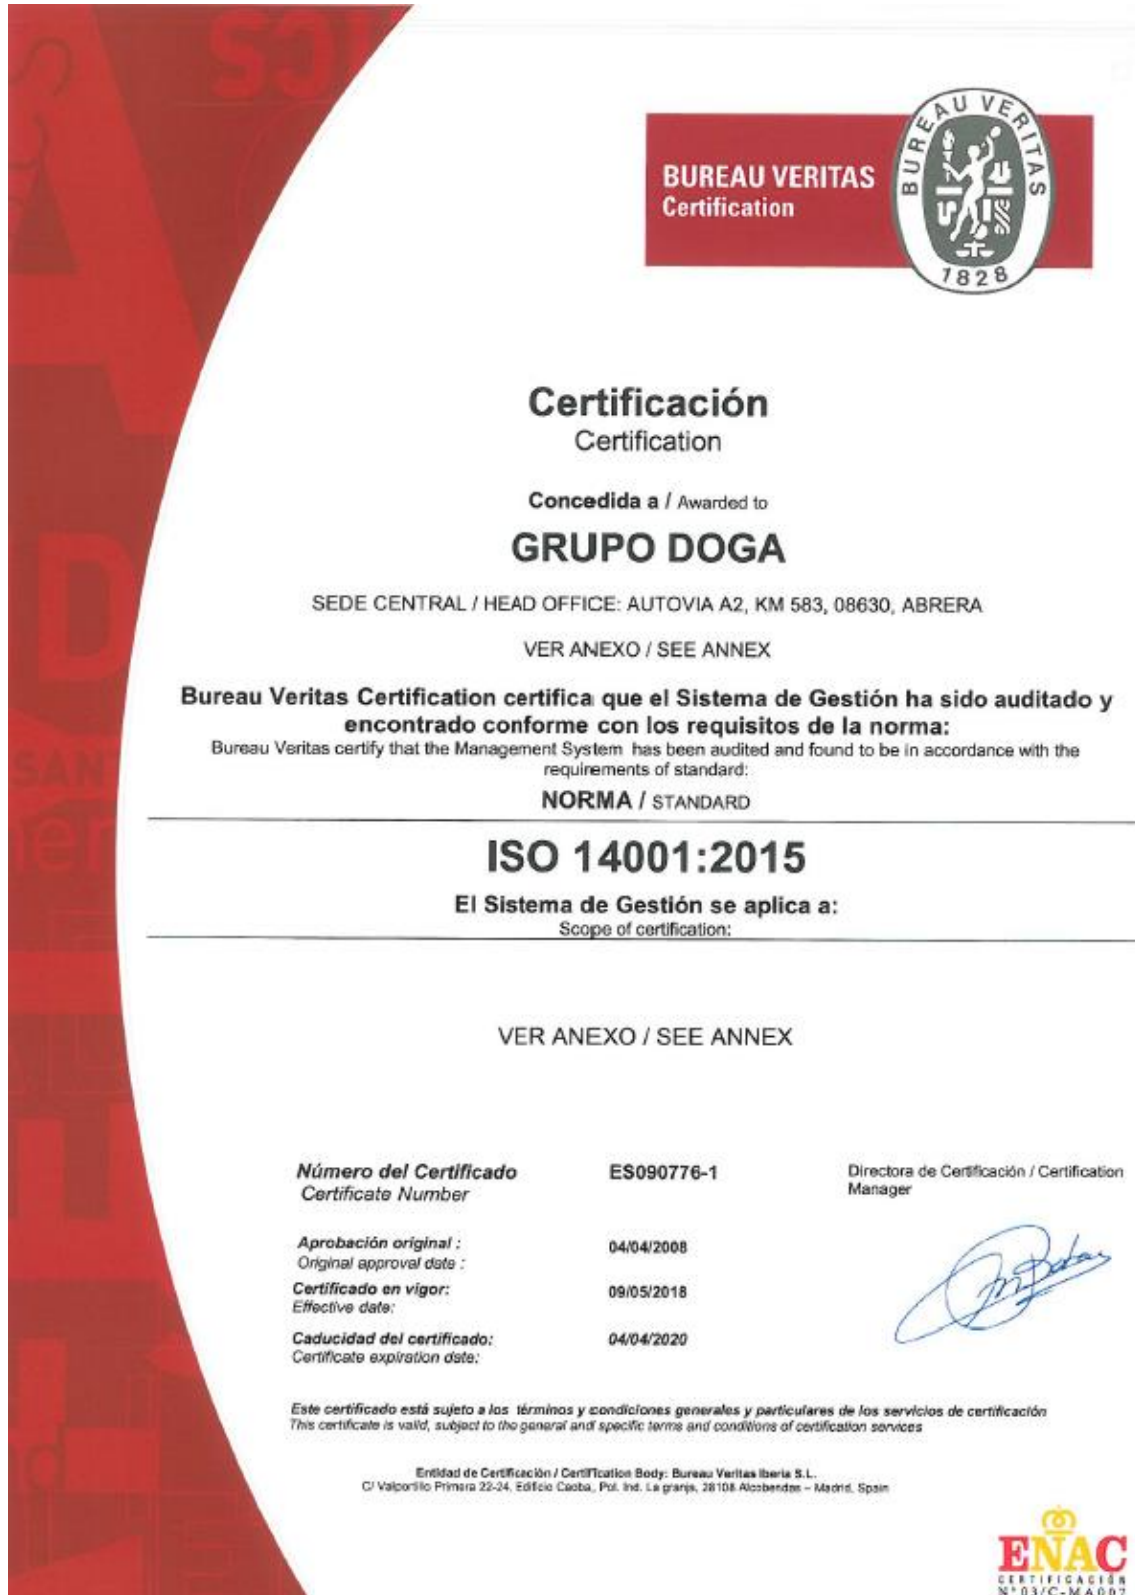 BUREAU VERITAS
Certification
BUREAU VERITAS
1828
Certificación
Certification
Concedida a / Awarded to
GRUPO DOGA
SEDE CENTRAL / HEAD OFFICE: AUTOVIA A2, KM 583, 08630, ABRERA
VER ANEXO / SEE ANNEX
Bureau Veritas Certification certifica que el Sistema de Gestión ha sido auditado y
encontrado conforme con los requisitos de la norma:
Bureau Veritas certify that the Management System has been audited and found to be in accordance with the
requirements of standard:
NORMA / STANDARD
ISO 14001:2015
El Sistema de Gestión se aplica a:
Scope of certification:
VER ANEXO / SEE ANNEX
Número del Certificado ES090776-1 Directora de Certificación / Certification
Certificate Number Manager
Aprobación original : 04/04/2008
Original approval date :
Certificado en vigor: 09/05/2018
Effective date:
Caducidad del certificado: 04/04/2020
Certificate expiration date:
Este certificado está sujeto a los términos y condiciones generales y particulares de los servicios de certificación
This certificate is valid, subject to the general and specific terms and conditions of certification services
Entidad de Certificación / Certification Body: Bureau Veritas Iberia S.L.
C/ Valportillo Primera 22-24, Edificio Caoba, Pol. Ind. La granja, 28108 Alcobendas – Madrid, Spain
ENAC
CERTIFICACIÓN
Nº 03/C-MA002